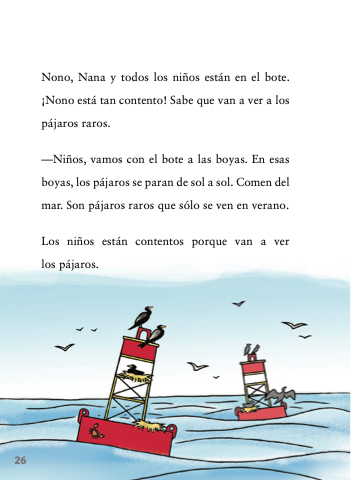 Nono, Nana y todos los niños están en el bote.
¡Nono está tan contento! Sabe que van a ver a los
pájaros raros.
—Niños, vamos con el bote a las boyas. En esas
boyas, los pájaros se paran de sol a sol. Comen del
mar. Son pájaros raros que sólo se ven en verano.
Los niños están contentos porque van a ver
los pájaros.
26